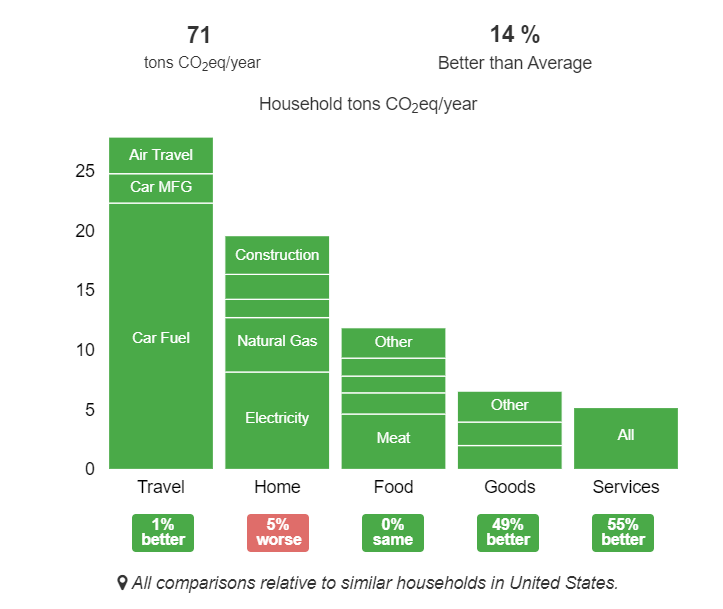 71
14 %
tons CO₂eq/year
Better than Average
Household tons CO₂eq/year
25
20
15
10
5
0
Air Travel
Car MFG
Car Fuel
Construction
Natural Gas
Electricity
Other
Meat
Other
All
Travel
Home
Food
Goods
Services
1%
better
5%
worse
0%
same
49%
better
55%
better
All comparisons relative to similar households in United States.